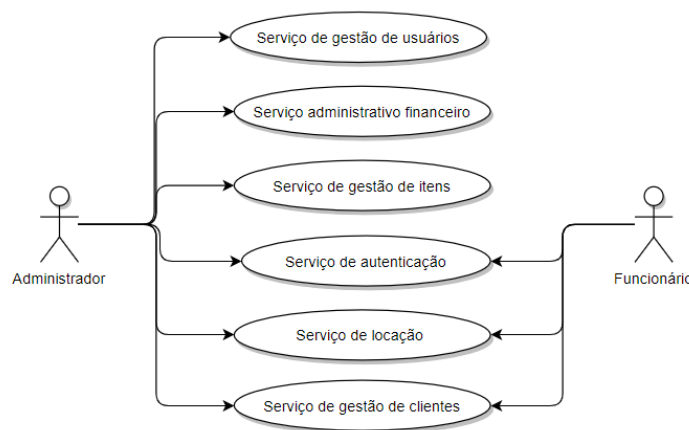 Serviço de gestão de usuários
Serviço administrativo financeiro
Serviço de gestão de itens
Administrador
Serviço de autenticação
Funcionário
Serviço de locação
Serviço de gestão de clientes